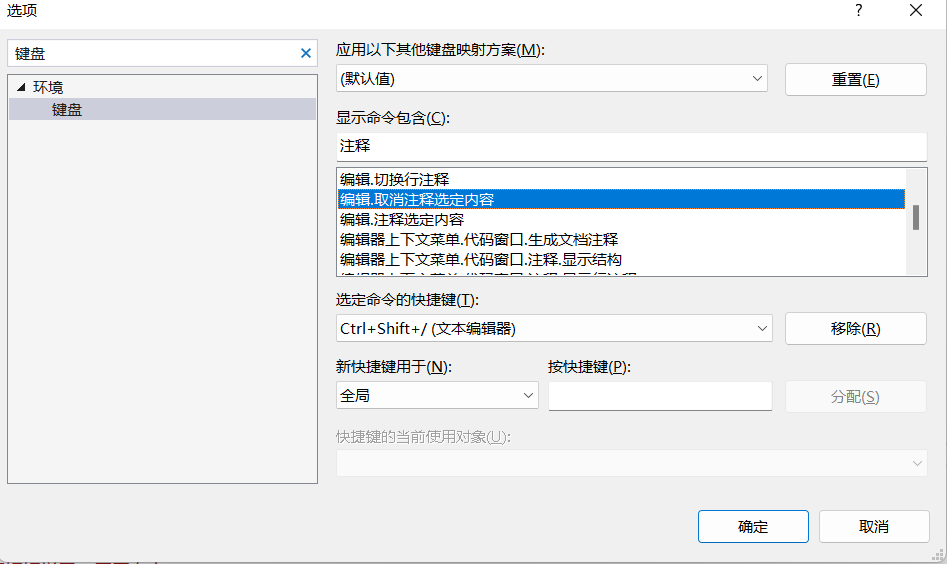 选项
?
键盘
环境
键盘
应用以下其他键盘映射方案(M):
(默认值)
重置(E)
显示命令包含(C):
注释
编辑.切换行注释
编辑.取消注释选定内容
编辑.注释选定内容
编辑器上下文菜单.代码窗口.生成文档注释
编辑器上下文菜单.代码窗口.注释.显示结构
选定命令的快捷键(T):
Ctrl+Shift+/ (文本编辑器)
移除(R)
新快捷键用于(N):
按快捷键(P):
全局
分配(S)
快捷键的当前使用对象(U):
确定
取消